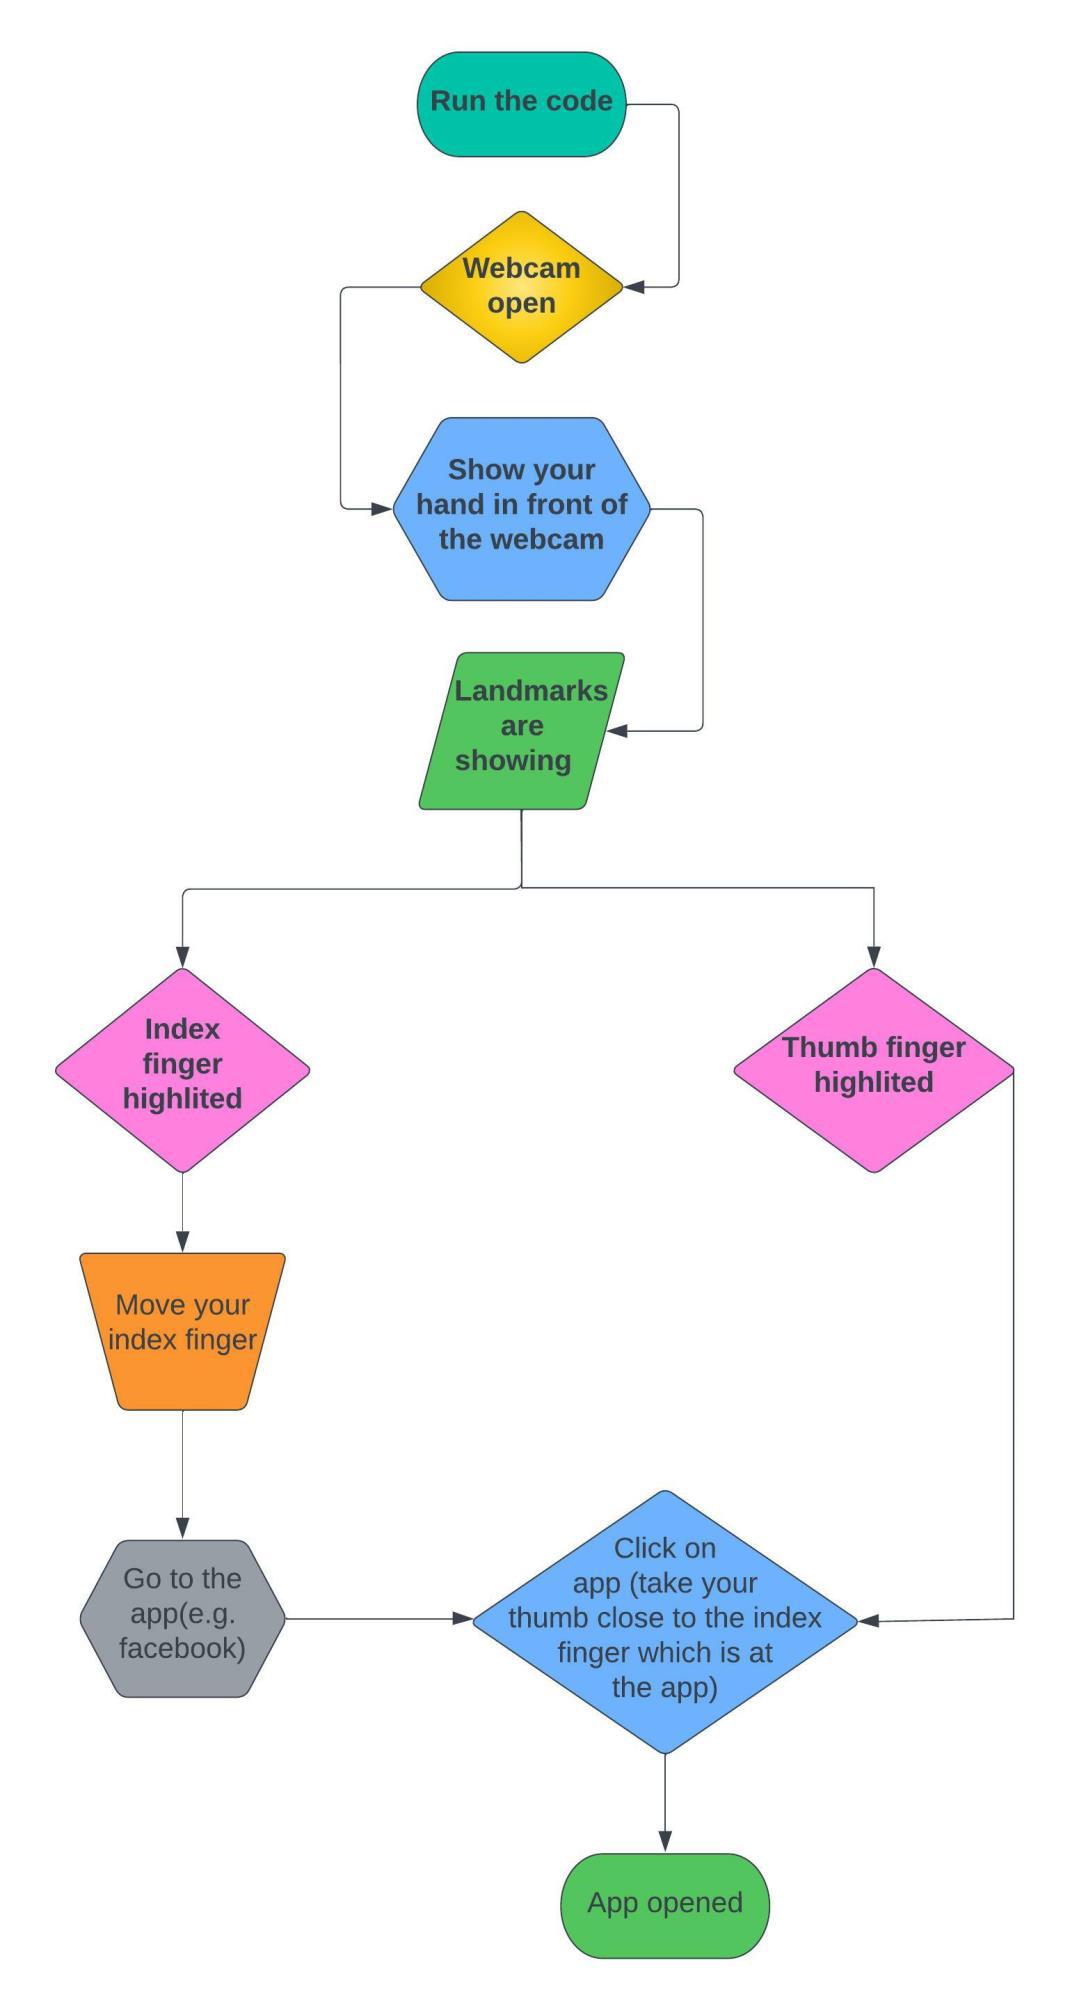 Run the code
Webcam
open
Show your
hand in front of
the webcam
Landmarks
are
showing
Index
finger
highlited
Thumb finger
highlited
Move your
index finger
Go to the
app(e.g.
facebook)
Click on
app (take your
thumb close to the index
finger which is at
the app)
App opened